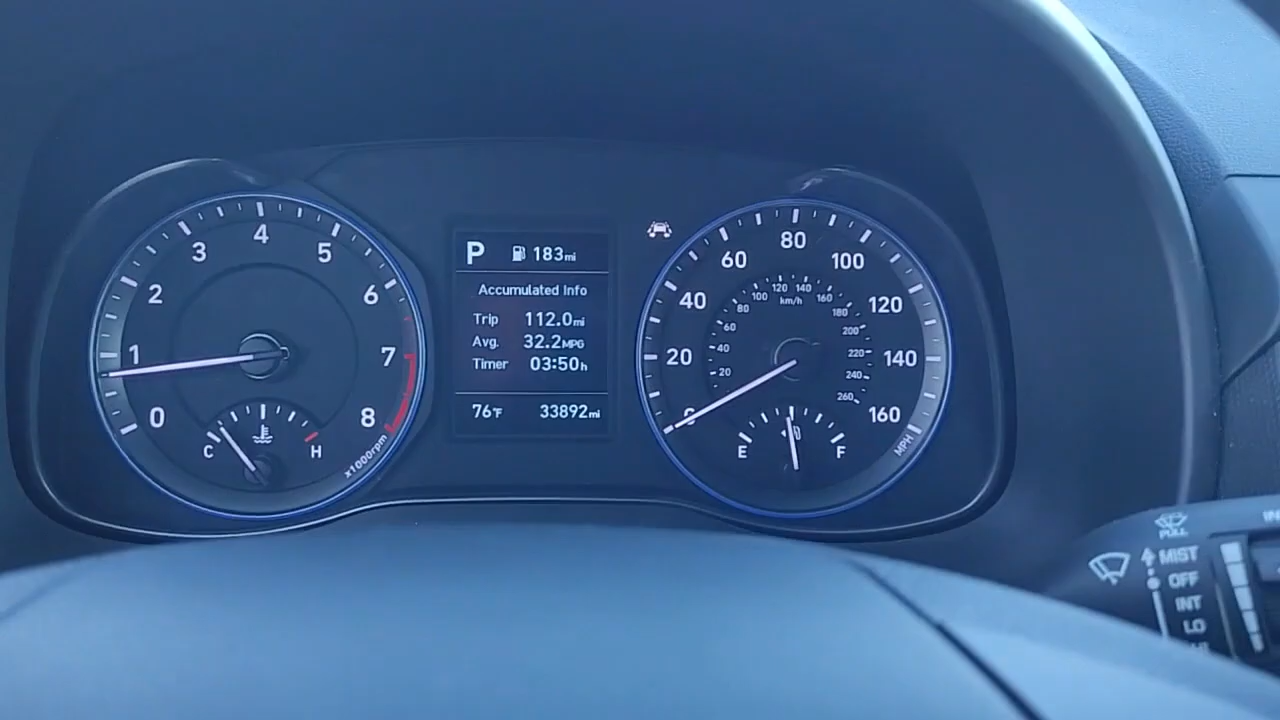 0
1
2
3
4
5
6
7
8
x1000rpm
C
H
P 183mi
Accumulated Info
Trip 112.0mi
Avg. 32.2MPG
Timer 03:50h
76°F 33892mi
0
20
40
60
80
100
120
140
160
MPH
20
40
60
80
100
120
140
160
180
200
220
240
260
km/h
E
F
PULL
MIST
OFF
INT
LO